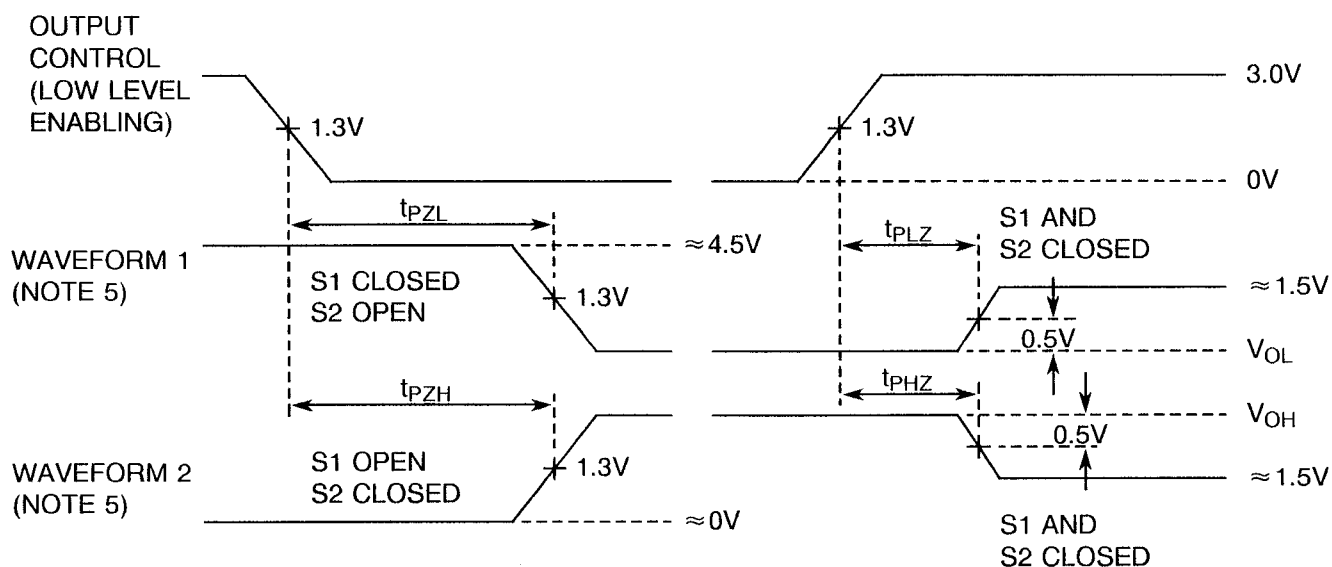 OUTPUT
CONTROL
(LOW LEVEL
ENABLING)
1.3V
1.3V
3.0V
0V
tPZL
WAVEFORM 1
(NOTE 5)
S1 CLOSED
S2 OPEN
1.3V
≈4.5V
tPLZ
S1 AND
S2 CLOSED
≈1.5V
0.5V
VOL
tPZH
WAVEFORM 2
(NOTE 5)
S1 OPEN
S2 CLOSED
1.3V
≈0V
tPHZ
VOH
0.5V
≈1.5V
S1 AND
S2 CLOSED